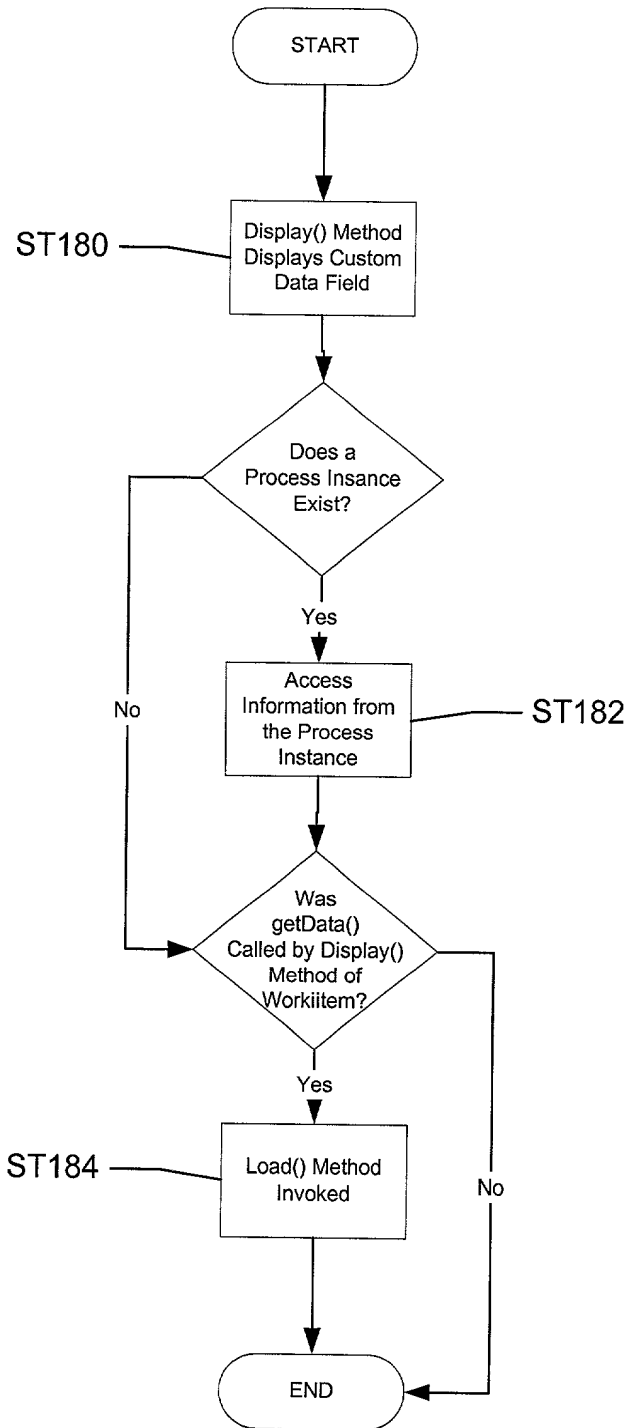 START
ST180
Display() Method
Displays Custom
Data Field
Does a
Process Insance
Exist?
Yes
No
Access
Information from
the Process
Instance
ST182
Was
getData()
Called by Display()
Method of
Workiitem?
Yes
No
ST184
Load() Method
Invoked
END